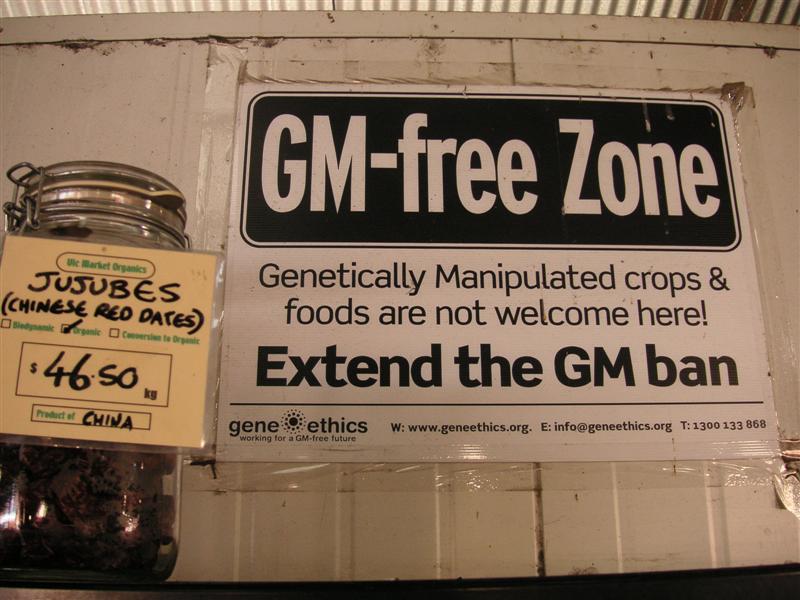 GM-free Zone
Genetically Manipulated crops &
foods are not welcome here!
Extend the GM ban
gene ethics
working for a GM-free future
W: www.geneethics.org. E: info@geneethics.org T: 1300 133 868
Vic Market Organics
JUJUBES
(CHINESE RED DATES)
Biodynamic Organic Conversion to Organic
$46.50 kg
Product of CHINA